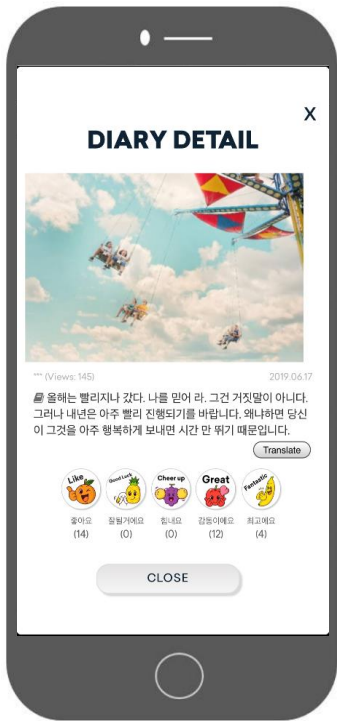 X
DIARY DETAIL
*** (Views: 145) 2019.06.17
올해는 빨리지나 갔다. 나를 믿어 라. 그건 거짓말이 아니다.
그러나 내년은 아주 빨리 진행되기를 바랍니다. 왜냐하면 당신
이 그것을 아주 행복하게 보내면 시간 만 뛰기 때문입니다.
Translate
Like Good Luck Cheer up Great Fantastic
좋아요 잘될거에요 힘내요 감동이에요 최고에요
(14) (0) (0) (12) (4)
CLOSE